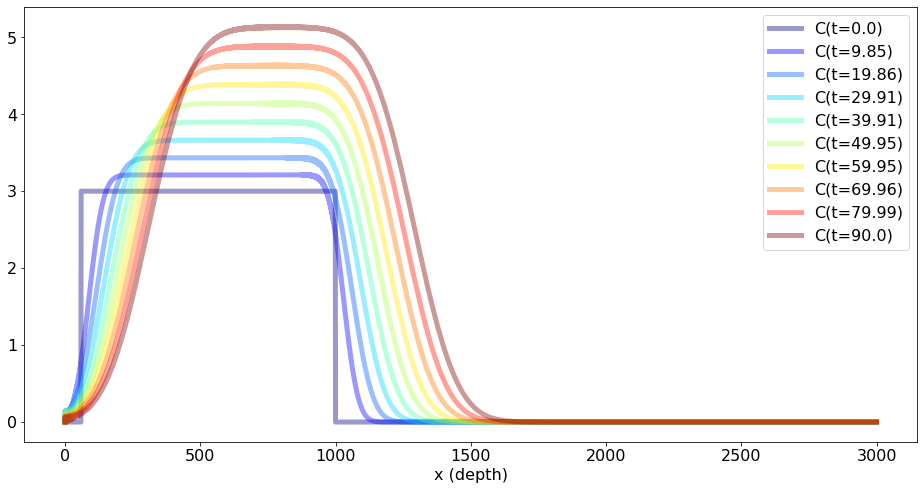 5
4
3
2
1
0
0 500 1000 1500 2000 2500 3000
x (depth)
C(t=0.0)
C(t=9.85)
C(t=19.86)
C(t=29.91)
C(t=39.91)
C(t=49.95)
C(t=59.95)
C(t=69.96)
C(t=79.99)
C(t=90.0)